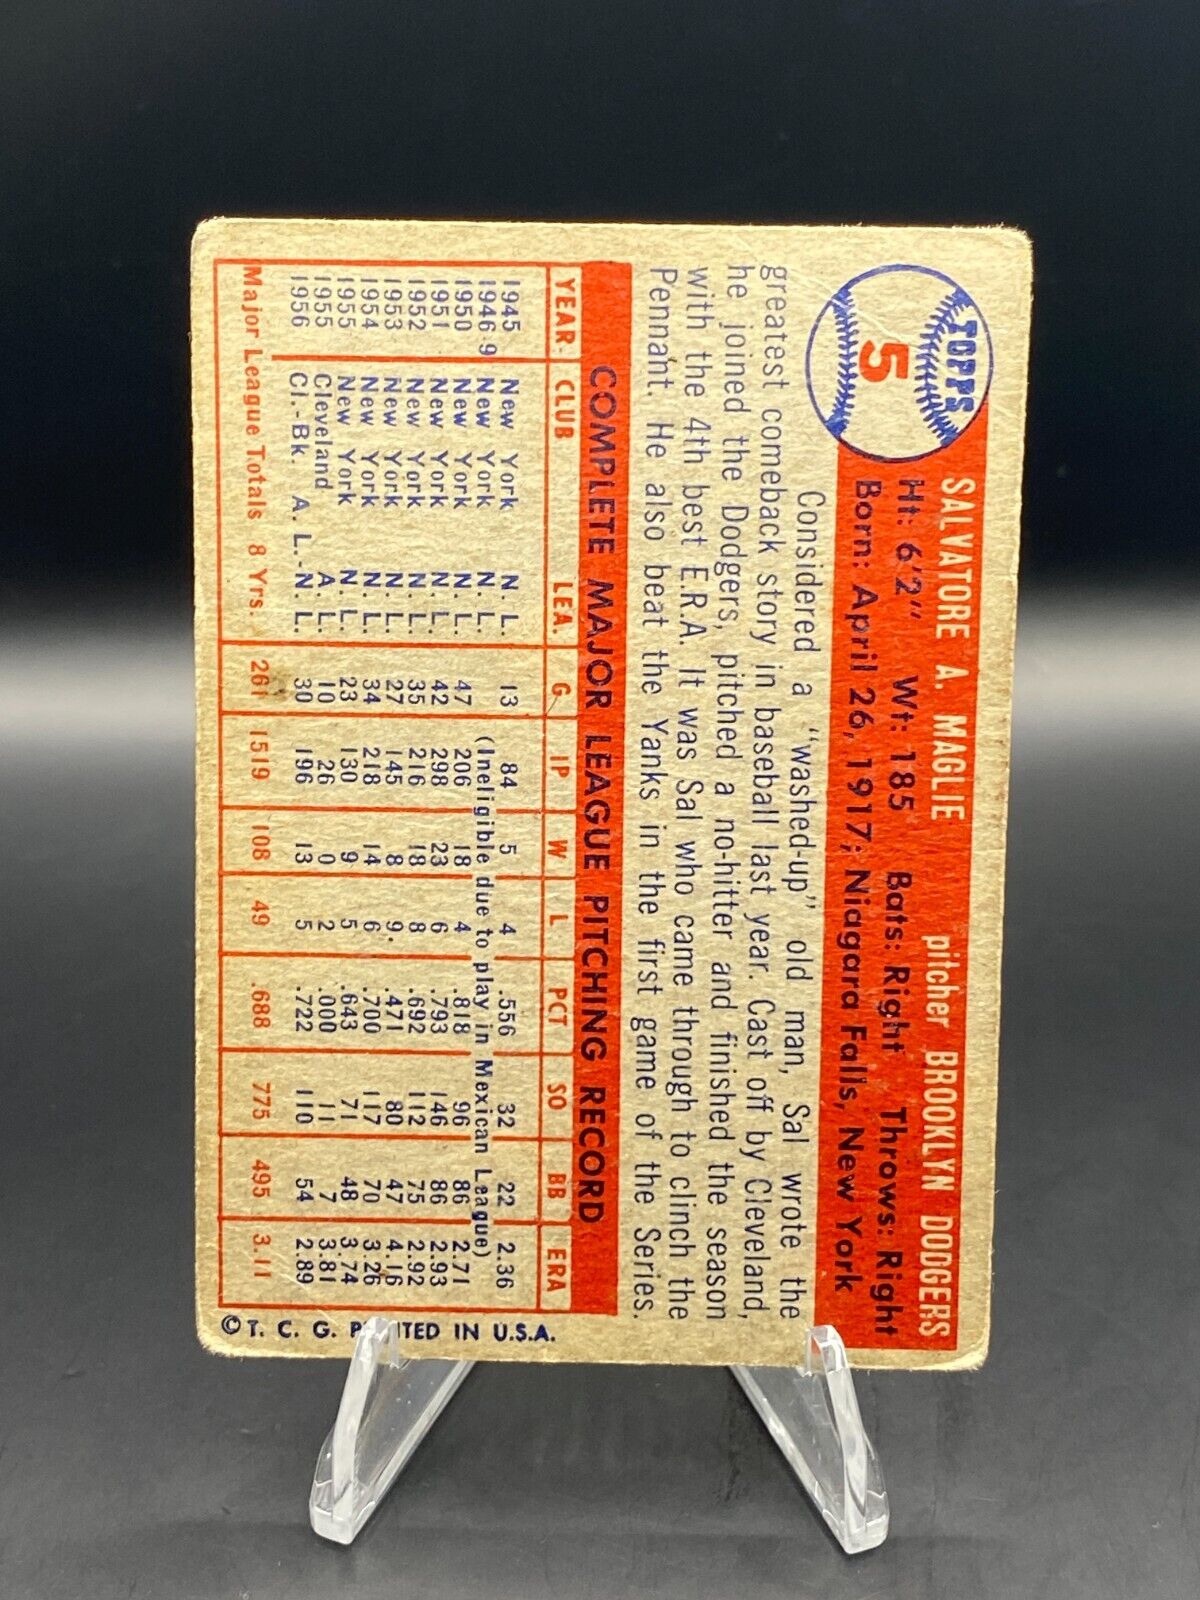 TOPPS
5
SALVATORE A. MAGLIE pitcher BROOKLYN DODGERS
Ht: 6'2" Wt: 185 Bats: Right Throws: Right
Born: April 26, 1917; Niagara Falls, New York
Considered a "washed-up" old man, Sal wrote the
greatest comeback story in baseball last year. Cast off by Cleveland,
he joined the Dodgers, pitched a no-hitter and finished the season
with the 4th best E.R.A. It was Sal who came through to clinch the
Pennant. He also beat the Yanks in the first game of the Series.
COMPLETE MAJOR LEAGUE PITCHING RECORD
YEAR CLUB LEA. G IP W L PCT SO BB ERA
1945 New York N. L. 13 84 5 4 .556 32 22 2.36
1946 9 New York N. L. (Ineligible due to play in Mexican League)
1950 New York N. L. 47 206 18 4 .818 96 86 2.71
1951 New York N. L. 42 298 23 6 .793 146 86 2.93
1952 New York N. L. 35 216 18 8 .692 112 75 2.92
1953 New York N. L. 27 145 8 9 .471 80 47 4.16
1954 New York N. L. 34 218 14 6 .700 117 70 3.26
1955 New York N. L. 23 130 9 5 .643 71 48 3.74
1955 Cleveland A. L. 10 26 0 2 .000 11 7 3.81
1956 Cl.-Bk. A. L.-N. L. 30 196 13 5 .722 110 54 2.89
Major League Totals 8 Yrs. 261 1519 108 49 .688 775 495 3.11
© T. C. G. PRINTED IN U.S.A.